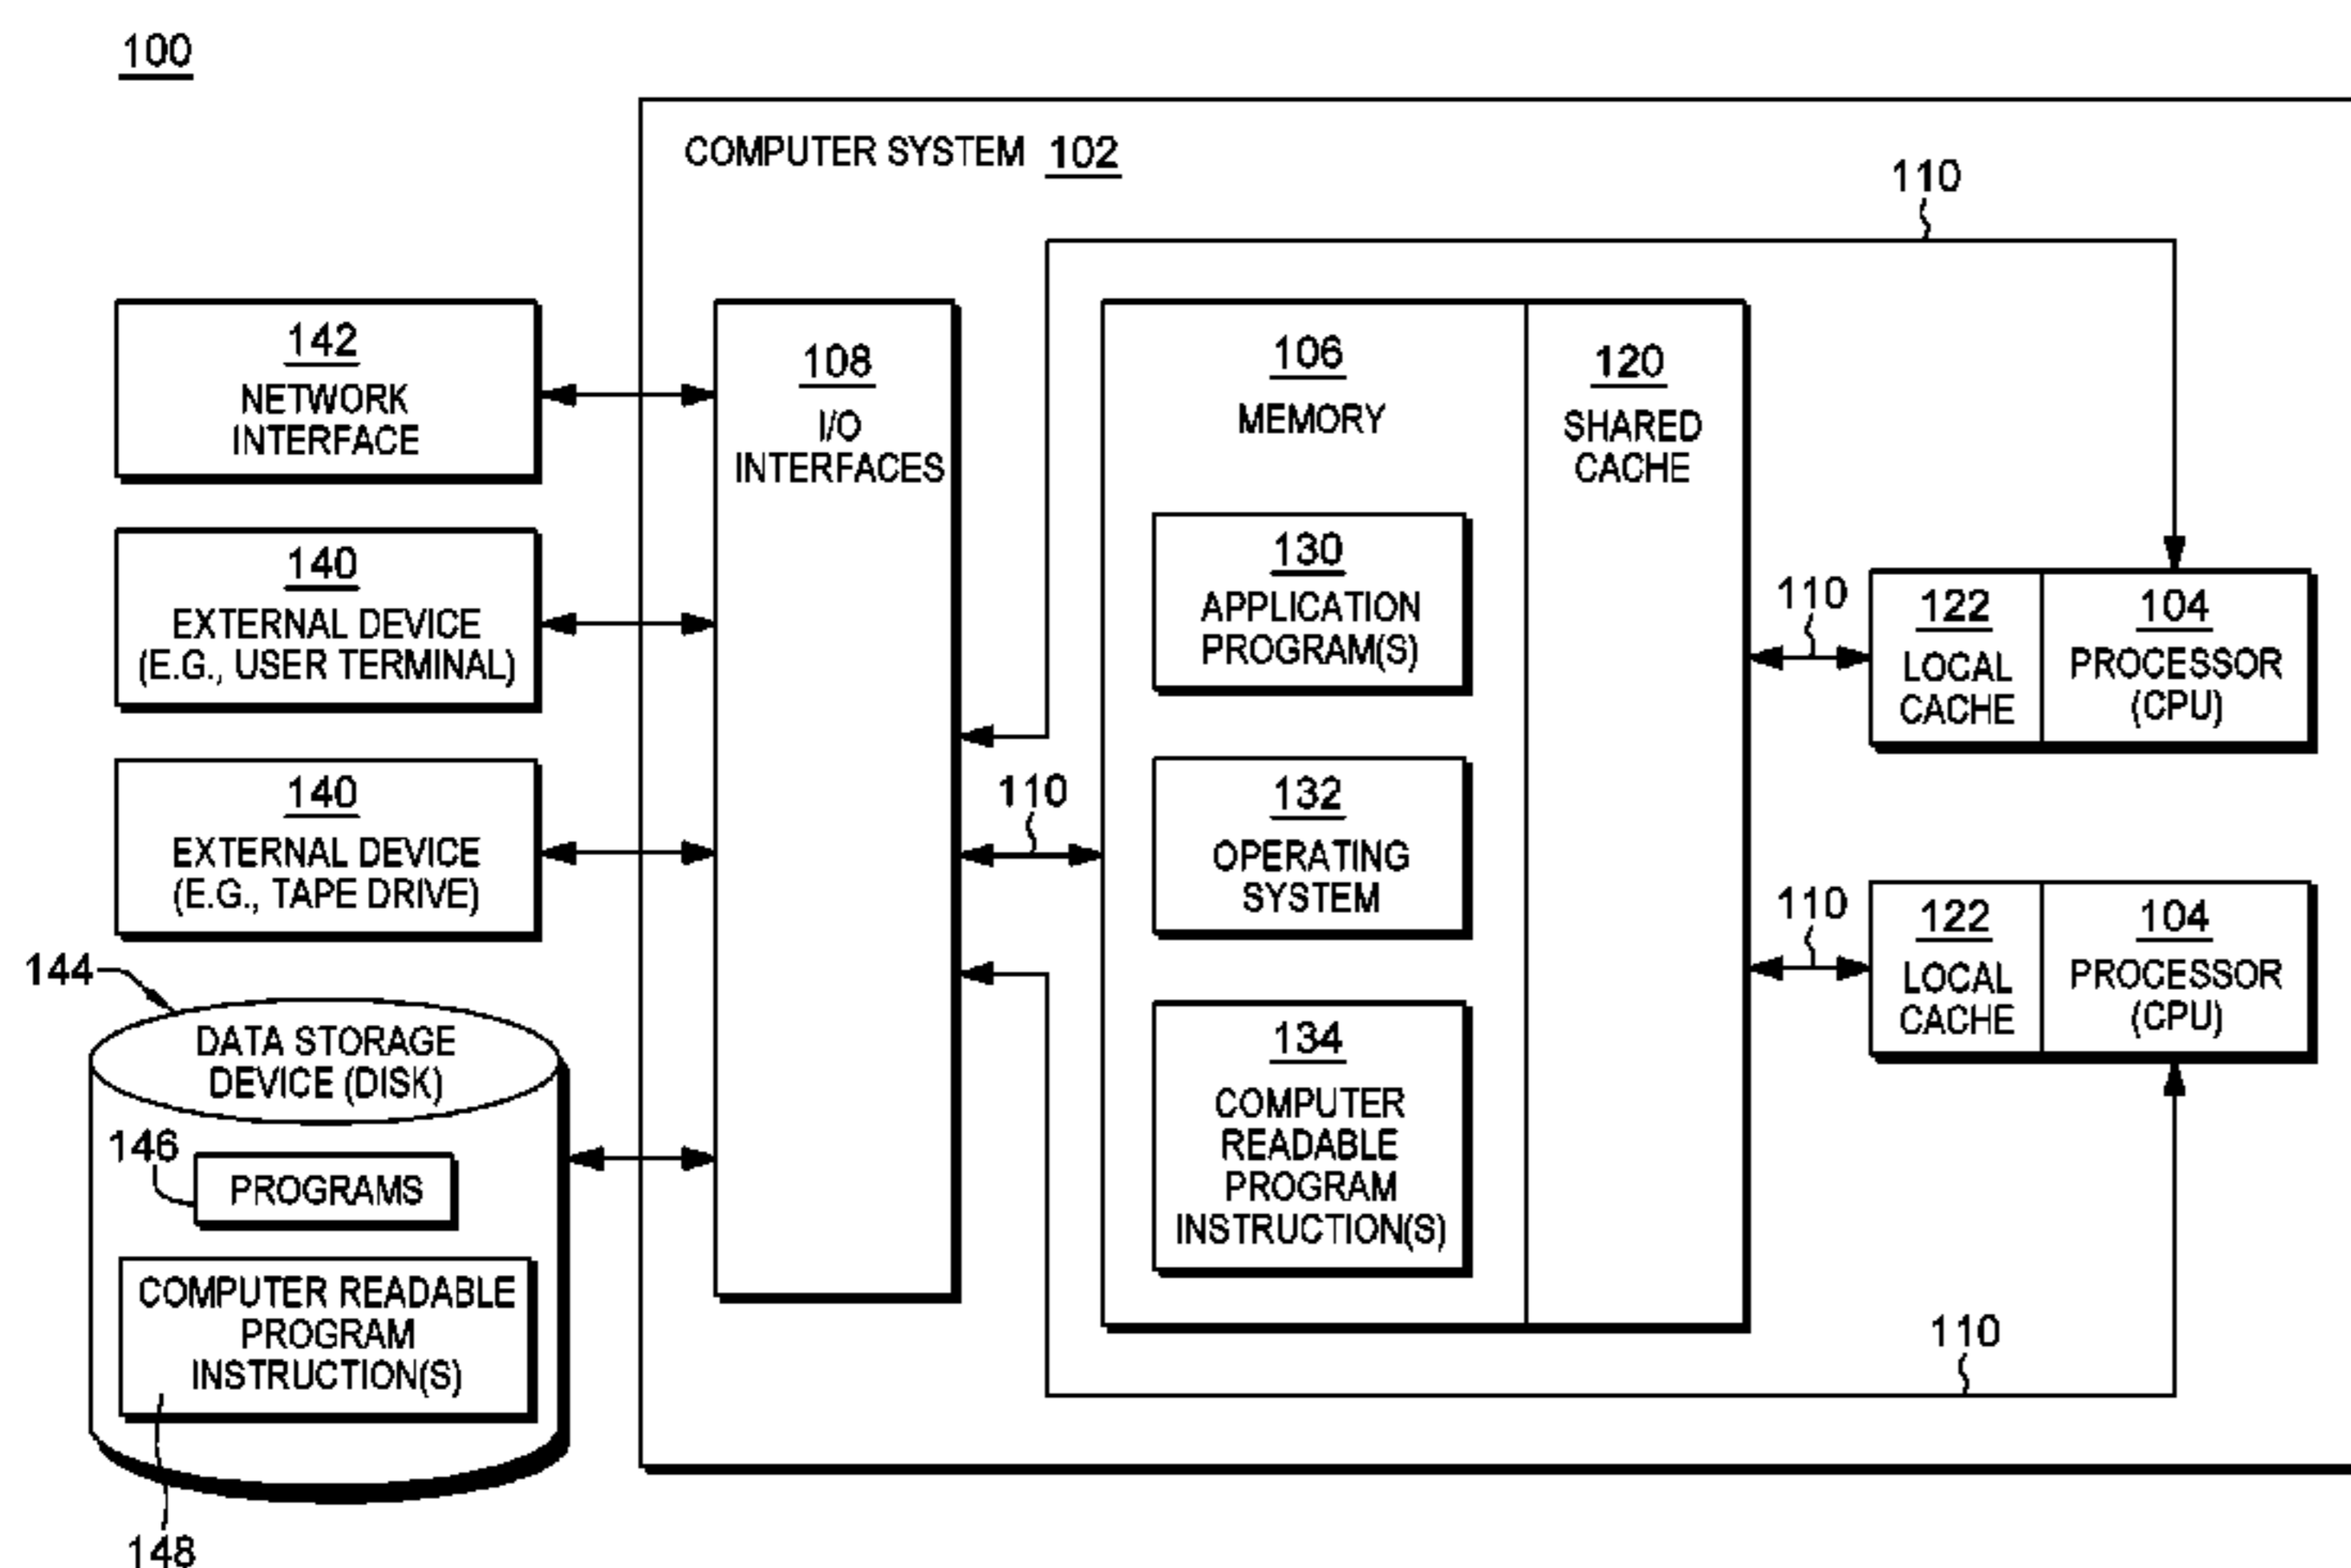 100
COMPUTER SYSTEM 102
110
142
NETWORK
INTERFACE
140
EXTERNAL DEVICE
(E.G., USER TERMINAL)
140
EXTERNAL DEVICE
(E.G., TAPE DRIVE)
144
DATA STORAGE
DEVICE (DISK)
146
PROGRAMS
COMPUTER READABLE
PROGRAM
INSTRUCTION(S)
148
108
I/O
INTERFACES
110
106
MEMORY
130
APPLICATION
PROGRAM(S)
132
OPERATING
SYSTEM
134
COMPUTER
READABLE
PROGRAM
INSTRUCTION(S)
120
SHARED
CACHE
110
122
LOCAL
CACHE
104
PROCESSOR
(CPU)
110
122
LOCAL
CACHE
104
PROCESSOR
(CPU)
110